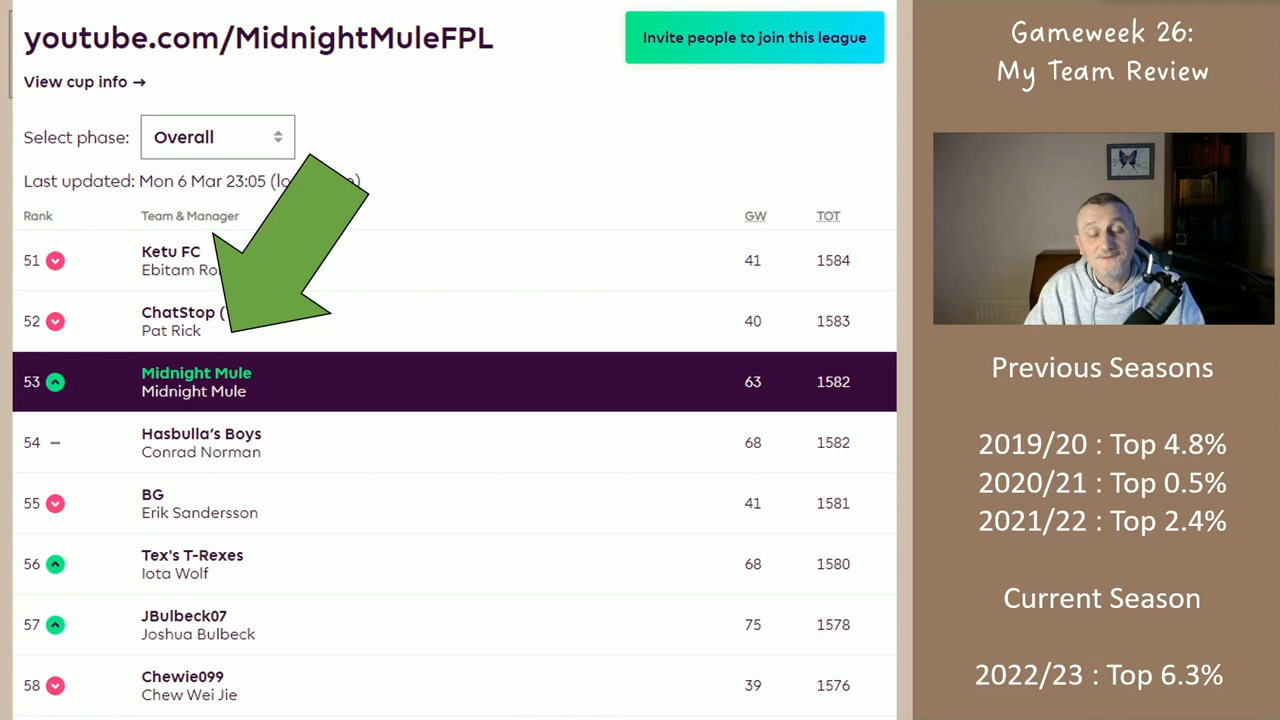 youtube.com/MidnightMuleFPL
Invite people to join this league
View cup info →
Select phase: Overall
Last updated: Mon 6 Mar 23:05
Rank Team & Manager GW TOT
51 Ketu FC 41 1584
Ebitam
52 ChatStop ( 40 1583
Pat Rick
53 Midnight Mule 63 1582
Midnight Mule
54 – Hasbulla's Boys 68 1582
Conrad Norman
55 BG 41 1581
Erik Sandersson
56 Tex's T-Rexes 68 1580
Iota Wolf
57 JBulbeck07 75 1578
Joshua Bulbeck
58 Chewie099 39 1576
Chew Wei Jie
Gameweek 26:
My Team Review
Previous Seasons
2019/20 : Top 4.8%
2020/21 : Top 0.5%
2021/22 : Top 2.4%
Current Season
2022/23 : Top 6.3%